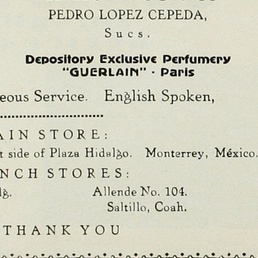 PEDRO LOPEZ CEPEDA,
Sucs.
Depository Exclusive Perfumery
"GUERLAIN" · Paris
eous Service. English Spoken,
AIN STORE:
t side of Plaza Hidalgo. Monterrey, México.
NCH STORES:
dg. Allende No. 104.
Saltillo, Coah.
THANK YOU